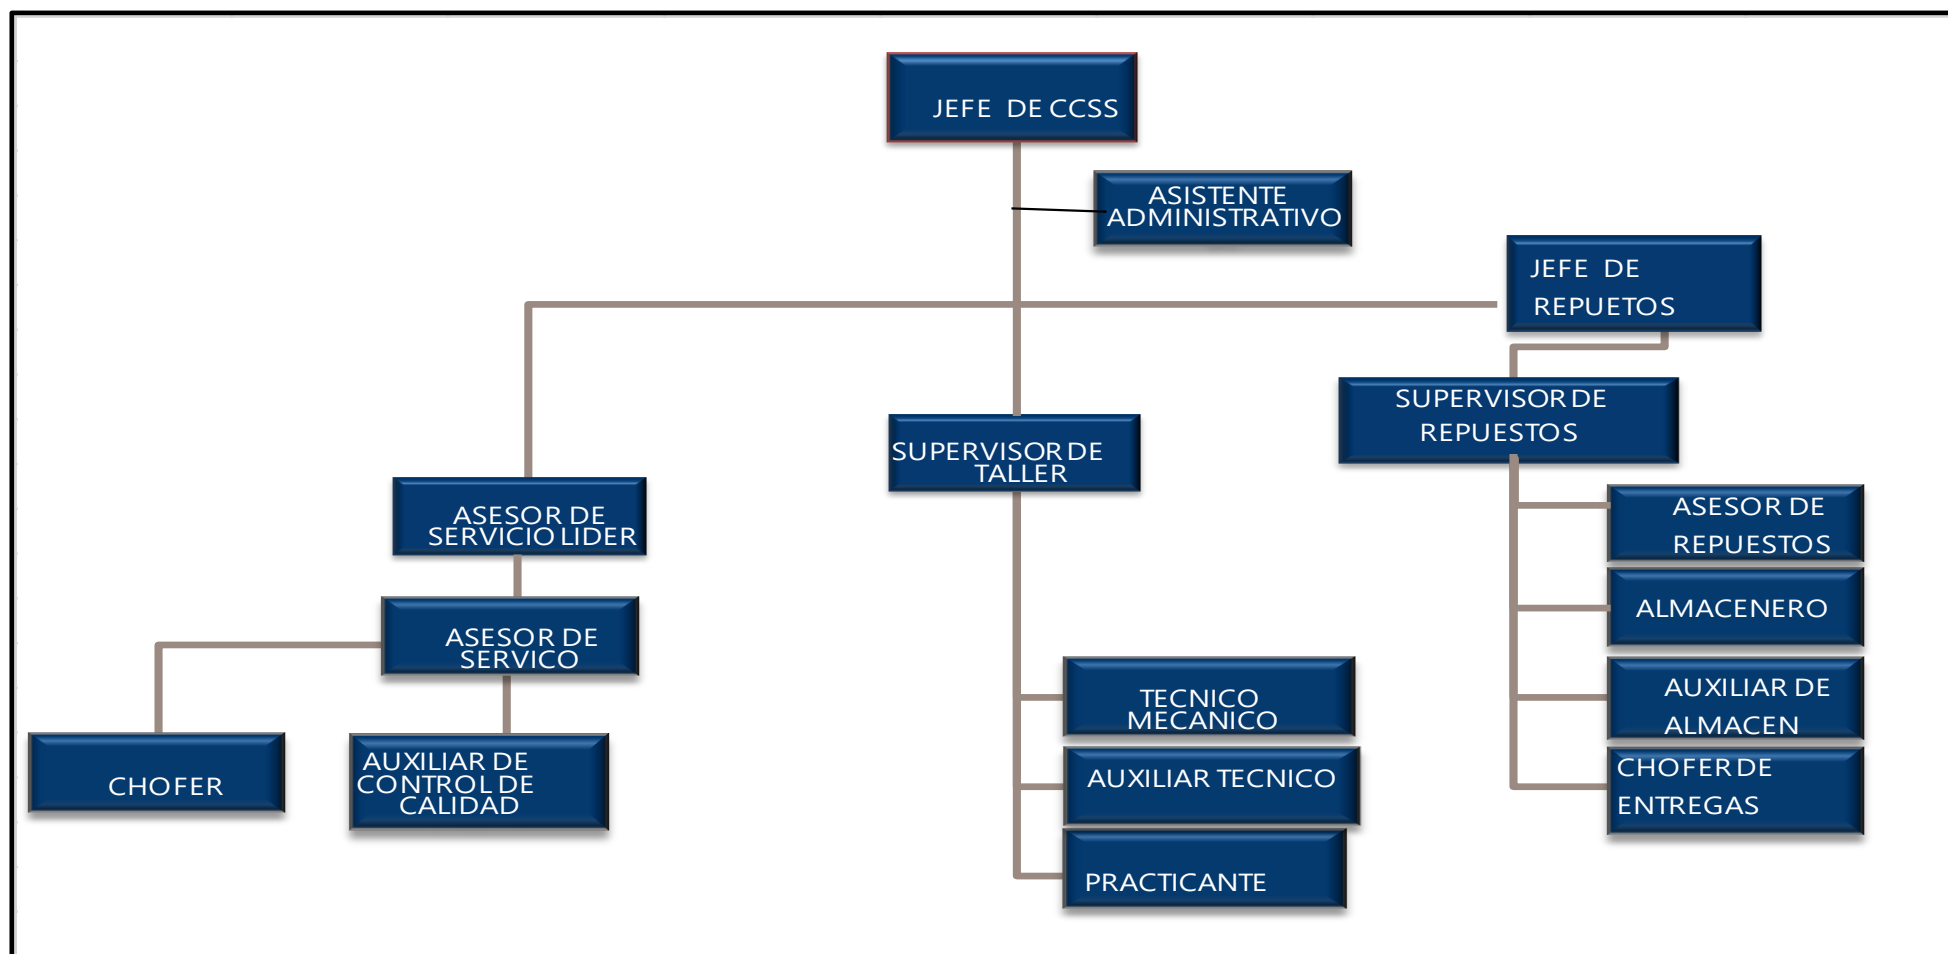 JEFE DE CCSS
ASISTENTE
ADMINISTRATIVO
JEFE DE
REPUETOS
SUPERVISOR DE
REPUESTOS
SUPERVISOR DE
TALLER
ASESOR DE
SERVICIO LIDER
ASESOR DE
REPUESTOS
ALMACENERO
ASESOR DE
SERVICO
TECNICO
MECANICO
AUXILIAR DE
ALMACEN
CHOFER
AUXILIAR DE
CONTROL DE
CALIDAD
AUXILIAR TECNICO
CHOFER DE
ENTREGAS
PRACTICANTE